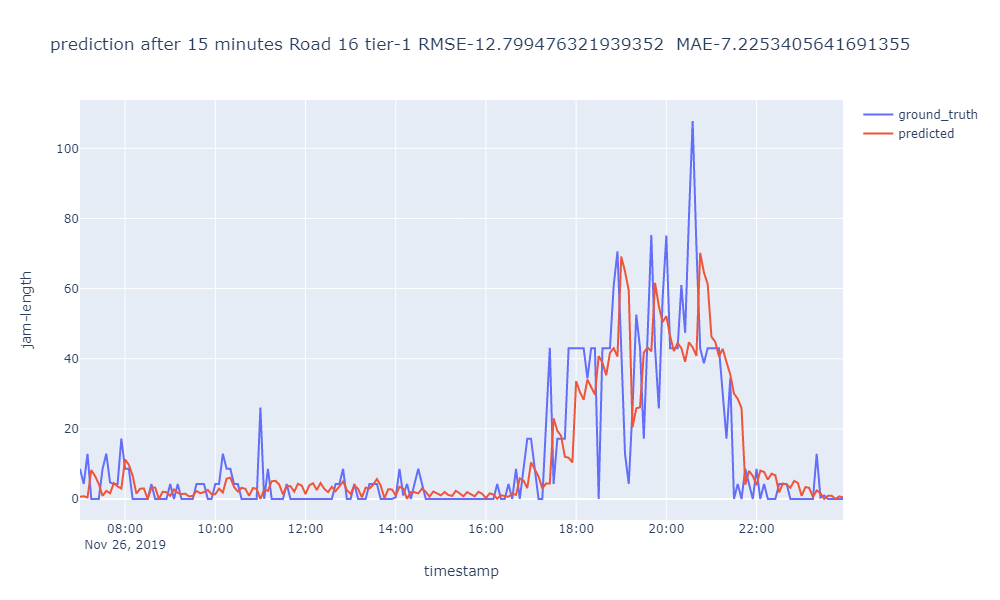 prediction after 15 minutes Road 16 tier-1 RMSE-12.799476321939352  MAE-7.2253405641691355
ground_truth
predicted
jam-length
100
80
60
40
20
0
08:00 10:00 12:00 14:00 16:00 18:00 20:00 22:00
Nov 26, 2019
timestamp